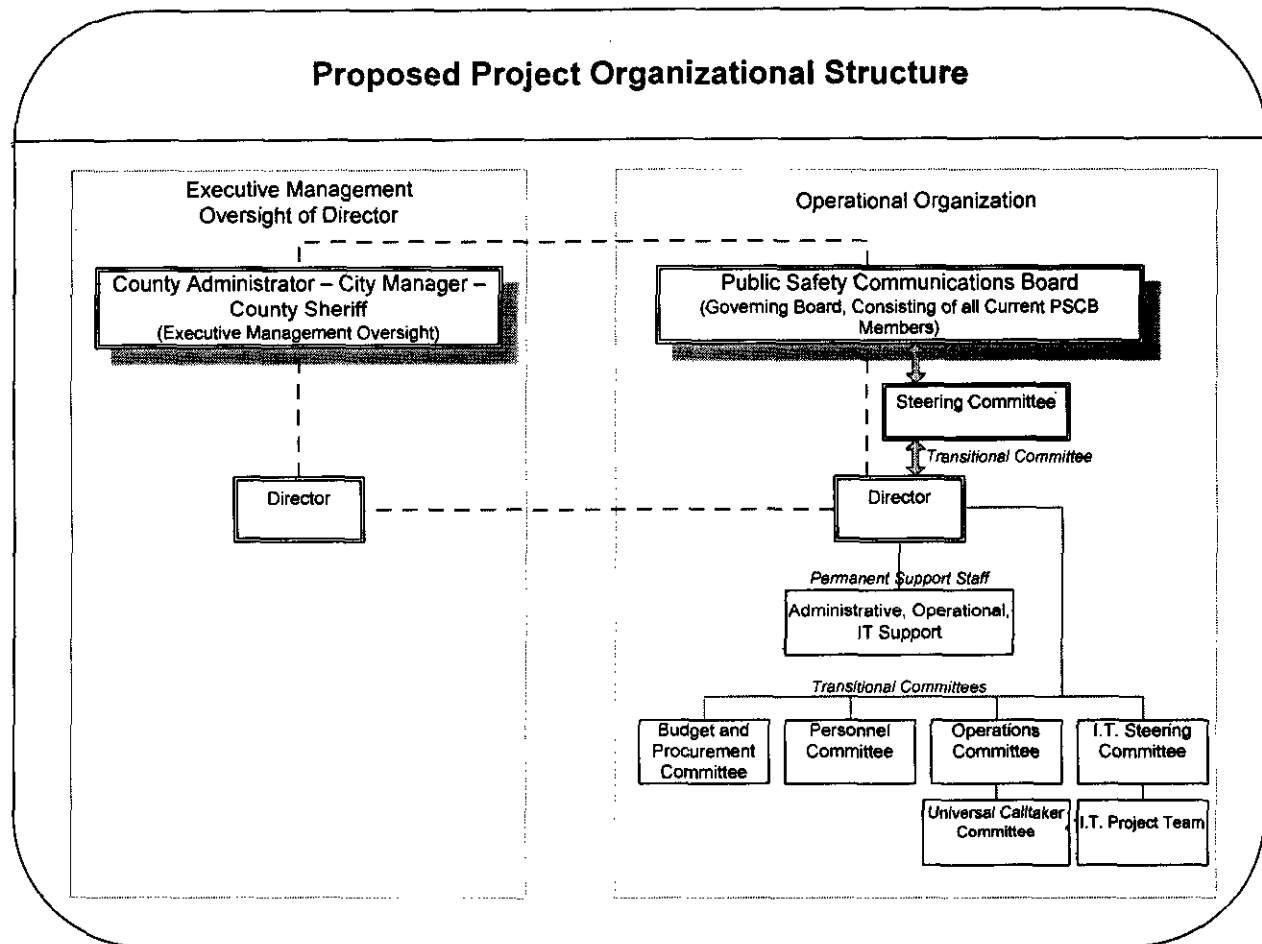 Proposed Project Organizational Structure
Executive Management
Oversight of Director
County Administrator – City Manager –
County Sheriff
(Executive Management Oversight)
Director
Operational Organization
Public Safety Communications Board
(Governing Board, Consisting of all Current PSCB
Members)
Steering Committee
Transitional Committee
Director
Permanent Support Staff
Administrative, Operational,
IT Support
Transitional Committees
Budget and
Procurement
Committee
Personnel
Committee
Operations
Committee
I.T. Steering
Committee
Universal Calltaker
Committee
I.T. Project Team